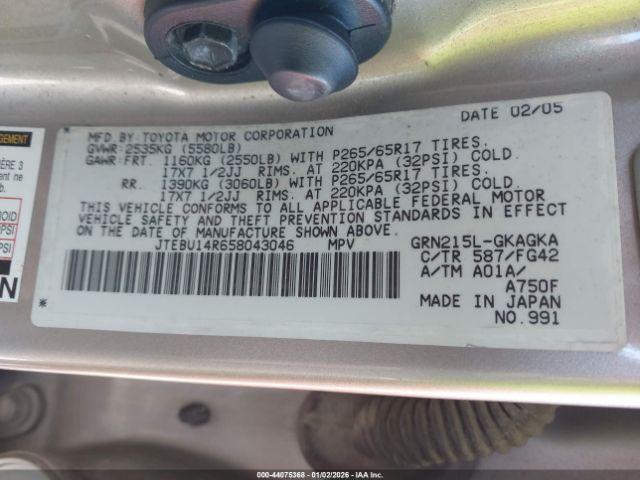 DATE 02/05
MFD BY: TOYOTA MOTOR CORPORATION
GVWR: 2535KG (5580LB)
GAWR: FRT. 1160KG (2550LB) WITH P265/65R17 TIRES.
17X7 1/2JJ RIMS. AT 220KPA (32PSI) COLD.
RR. 1390KG (3060LB) WITH P265/65R17 TIRES.
17X7 1/2JJ RIMS. AT 220KPA (32PSI) COLD.
THIS VEHICLE CONFORMS TO ALL APPLICABLE FEDERAL MOTOR
VEHICLE SAFETY AND THEFT PREVENTION STANDARDS IN EFFECT
ON THE DATE OF MANUFACTURE SHOWN ABOVE.
JTEBU14R658043046 MPV GRN215L-GKAGKA
C/TR 587/FG42
A/TM A01A/
A750F
MADE IN JAPAN
NO.991
PSI)
PSI)
N
00-44075368 - 01/02/2026 - IAA Inc.